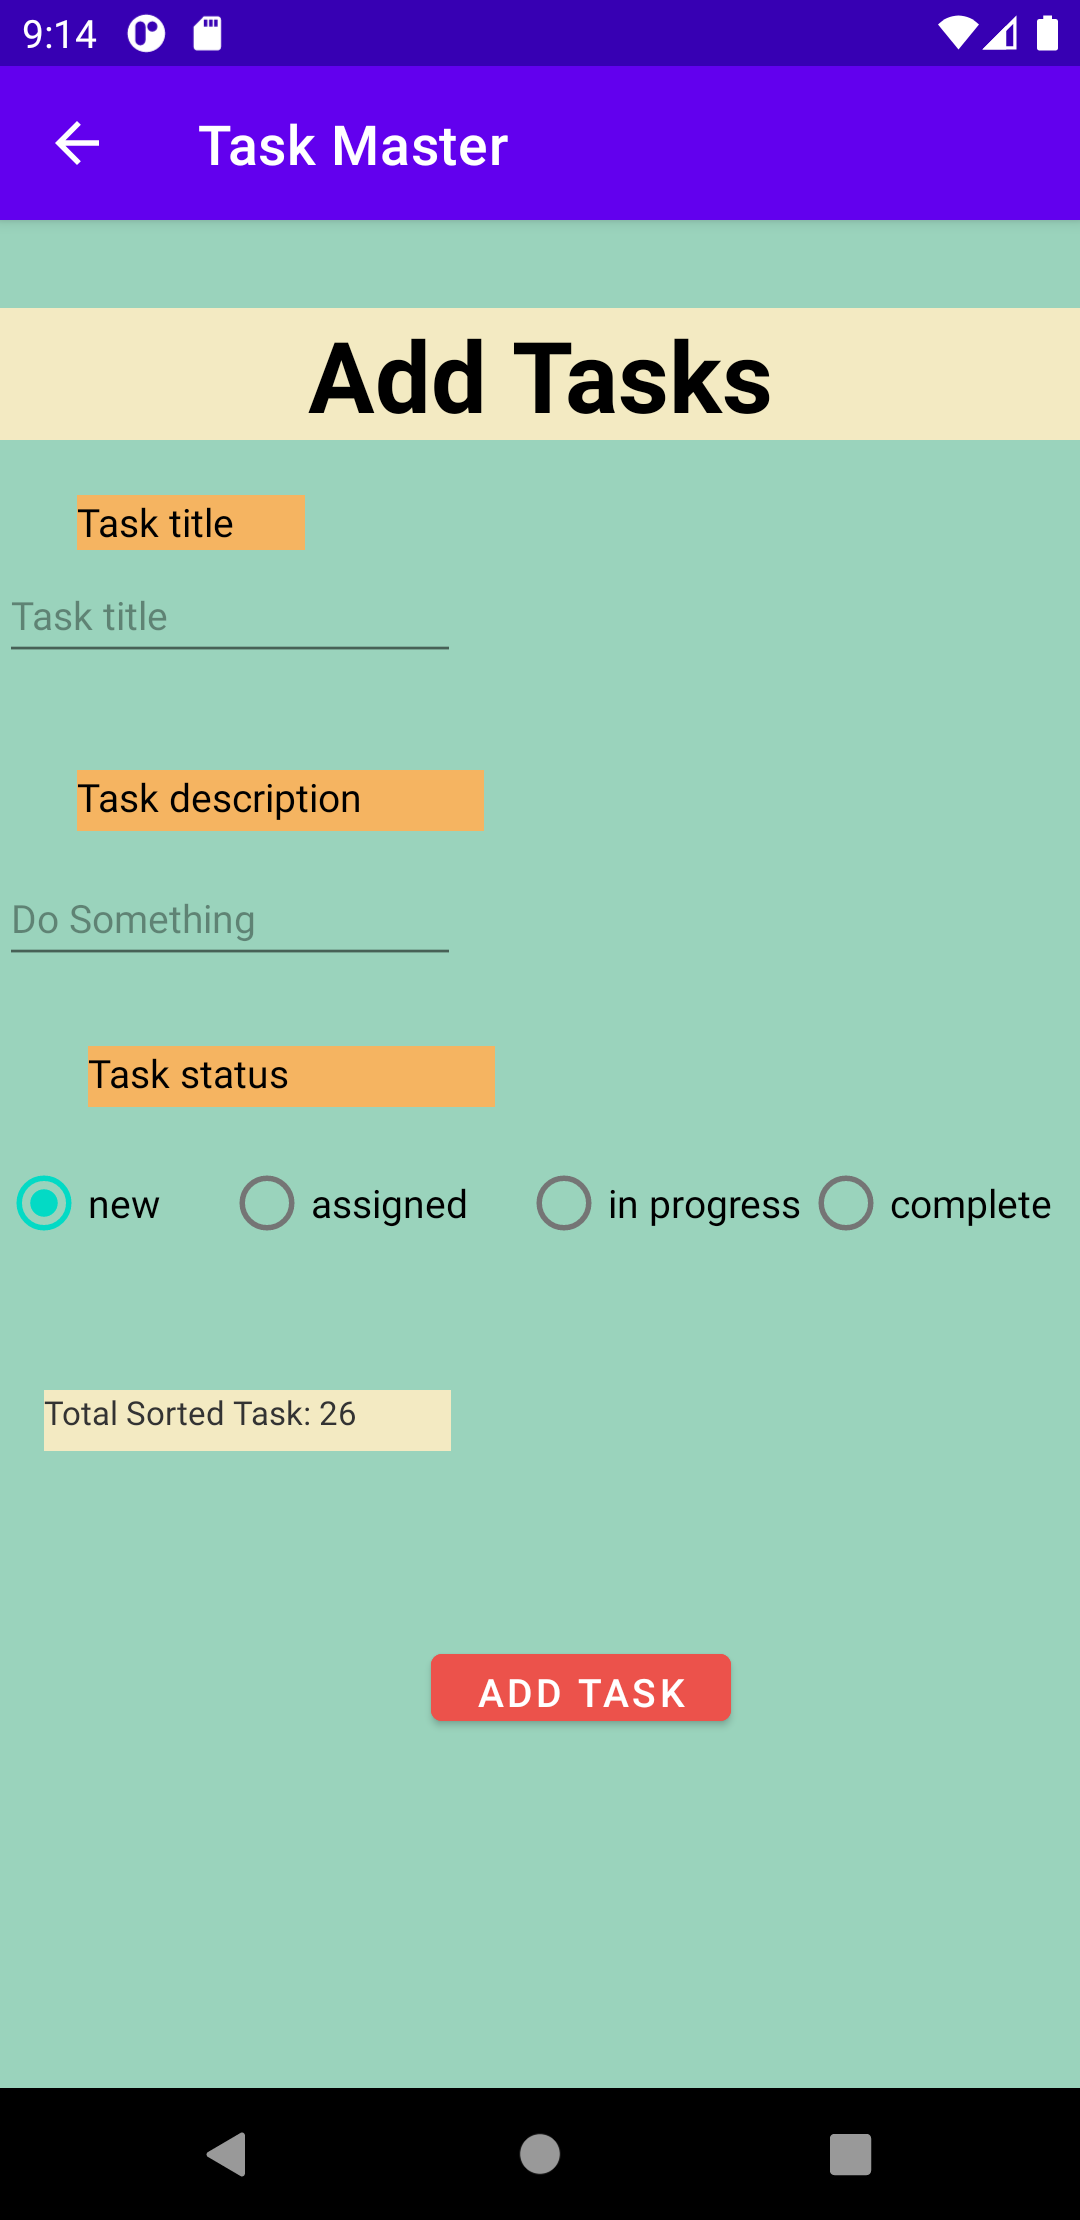 9:14
Task Master
Add Tasks
Task title
Task title
Task description
Do Something
Task status
new assigned in progress complete
Total Sorted Task: 26
ADD TASK